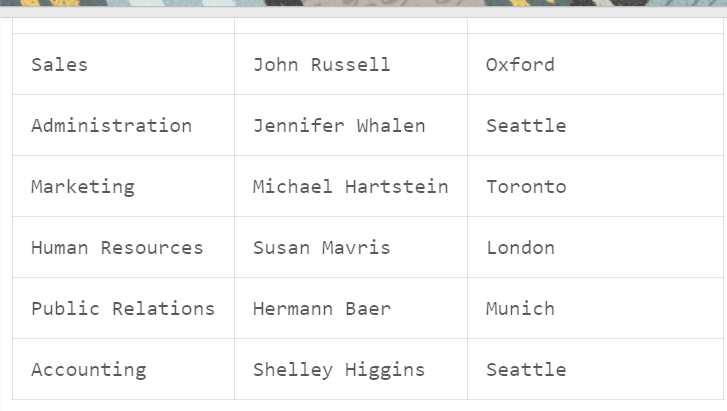 Sales John Russell Oxford
Administration Jennifer Whalen Seattle
Marketing Michael Hartstein Toronto
Human Resources Susan Mavris London
Public Relations Hermann Baer Munich
Accounting Shelley Higgins Seattle